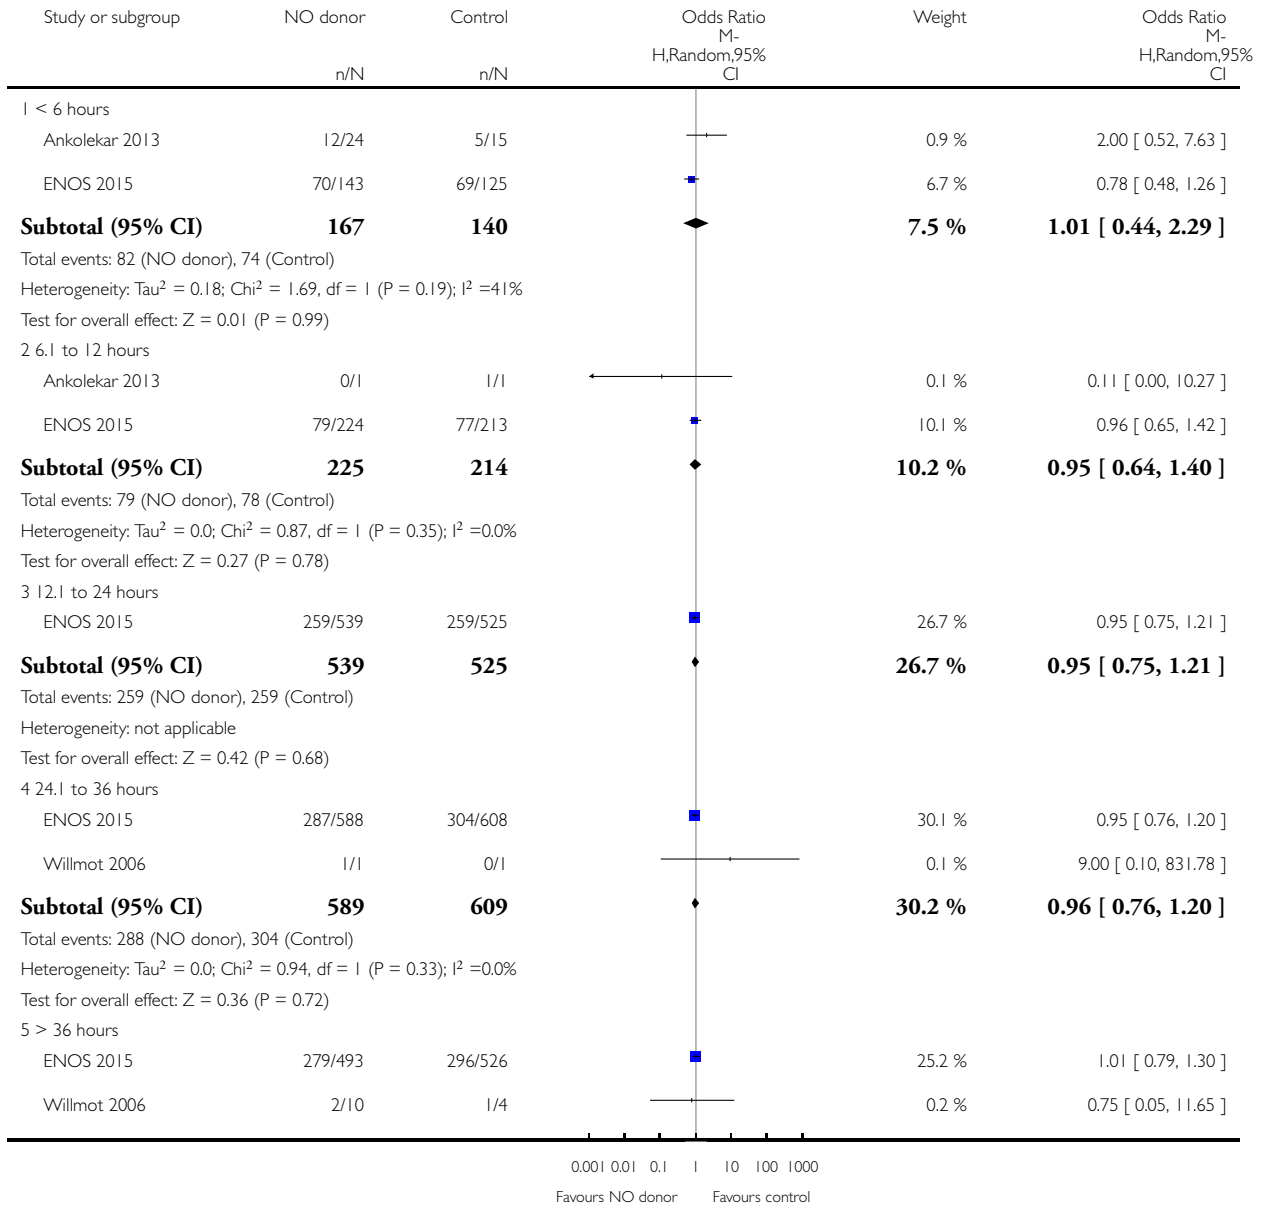 Study or subgroup NO donor Control Odds Ratio Weight Odds Ratio
M- M-
H,Random,95% H,Random,95%
n/N n/N CI CI
1 < 6 hours
Ankolekar 2013 12/24 5/15 0.9 % 2.00 [ 0.52, 7.63 ]
ENOS 2015 70/143 69/125 6.7 % 0.78 [ 0.48, 1.26 ]
Subtotal (95% CI) 167 140 7.5 % 1.01 [ 0.44, 2.29 ]
Total events: 82 (NO donor), 74 (Control)
Heterogeneity: Tau² = 0.18; Chi² = 1.69, df = 1 (P = 0.19); I² =41%
Test for overall effect: Z = 0.01 (P = 0.99)
2 6.1 to 12 hours
Ankolekar 2013 0/1 1/1 0.1 % 0.11 [ 0.00, 10.27 ]
ENOS 2015 79/224 77/213 10.1 % 0.96 [ 0.65, 1.42 ]
Subtotal (95% CI) 225 214 10.2 % 0.95 [ 0.64, 1.40 ]
Total events: 79 (NO donor), 78 (Control)
Heterogeneity: Tau² = 0.0; Chi² = 0.87, df = 1 (P = 0.35); I² =0.0%
Test for overall effect: Z = 0.27 (P = 0.78)
3 12.1 to 24 hours
ENOS 2015 259/539 259/525 26.7 % 0.95 [ 0.75, 1.21 ]
Subtotal (95% CI) 539 525 26.7 % 0.95 [ 0.75, 1.21 ]
Total events: 259 (NO donor), 259 (Control)
Heterogeneity: not applicable
Test for overall effect: Z = 0.42 (P = 0.68)
4 24.1 to 36 hours
ENOS 2015 287/588 304/608 30.1 % 0.95 [ 0.76, 1.20 ]
Willmot 2006 1/1 0/1 0.1 % 9.00 [ 0.10, 831.78 ]
Subtotal (95% CI) 589 609 30.2 % 0.96 [ 0.76, 1.20 ]
Total events: 288 (NO donor), 304 (Control)
Heterogeneity: Tau² = 0.0; Chi² = 0.94, df = 1 (P = 0.33); I² =0.0%
Test for overall effect: Z = 0.36 (P = 0.72)
5 > 36 hours
ENOS 2015 279/493 296/526 25.2 % 1.01 [ 0.79, 1.30 ]
Willmot 2006 2/10 1/4 0.2 % 0.75 [ 0.05, 11.65 ]
0.001 0.01 0.1 1 10 100 1000
Favours NO donor Favours control